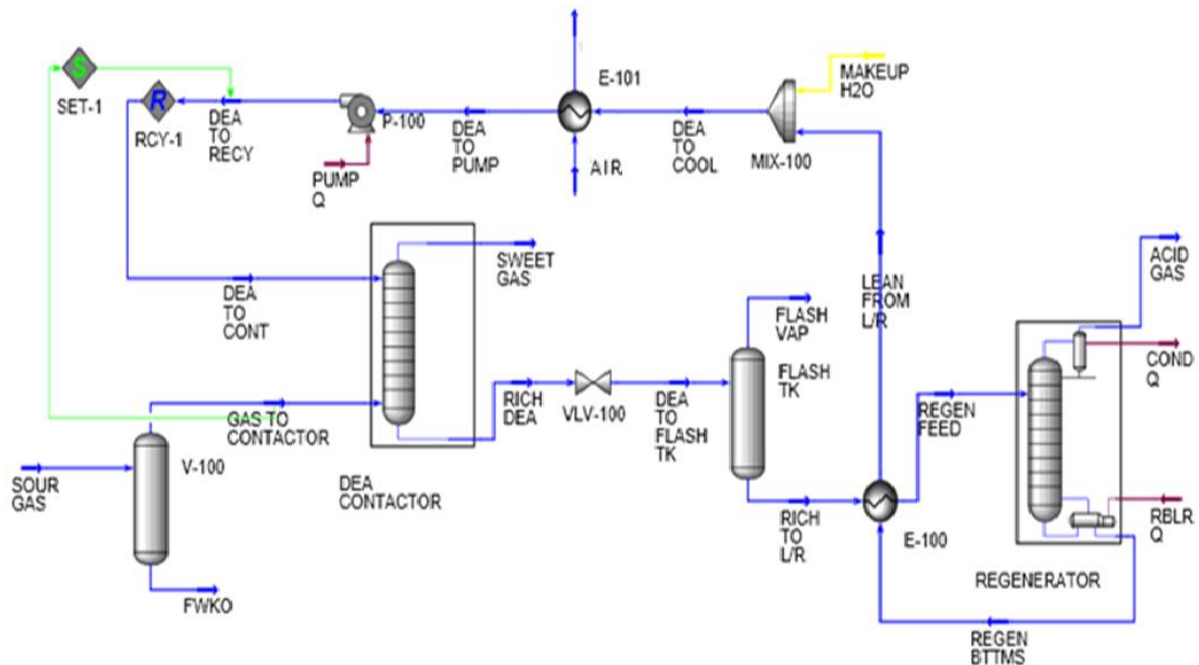 S
SET-1
R
RCY-1
DEA
TO
RECY
P-100
PUMP
Q
DEA
TO
PUMP
E-101
AIR
DEA
TO
COOL
MIX-100
MAKEUP
H2O
DEA
TO
CONT
SWEET
GAS
GAS TO
CONTACTOR
SOUR
GAS
V-100
FWKO
DEA
CONTACTOR
RICH
DEA
VLV-100
DEA
TO
FLASH
TK
FLASH
VAP
FLASH
TK
RICH
TO
L/R
LEAN
FROM
L/R
E-100
REGEN
FEED
ACID
GAS
COND
Q
RBLR
Q
REGENERATOR
REGEN
BTTMS